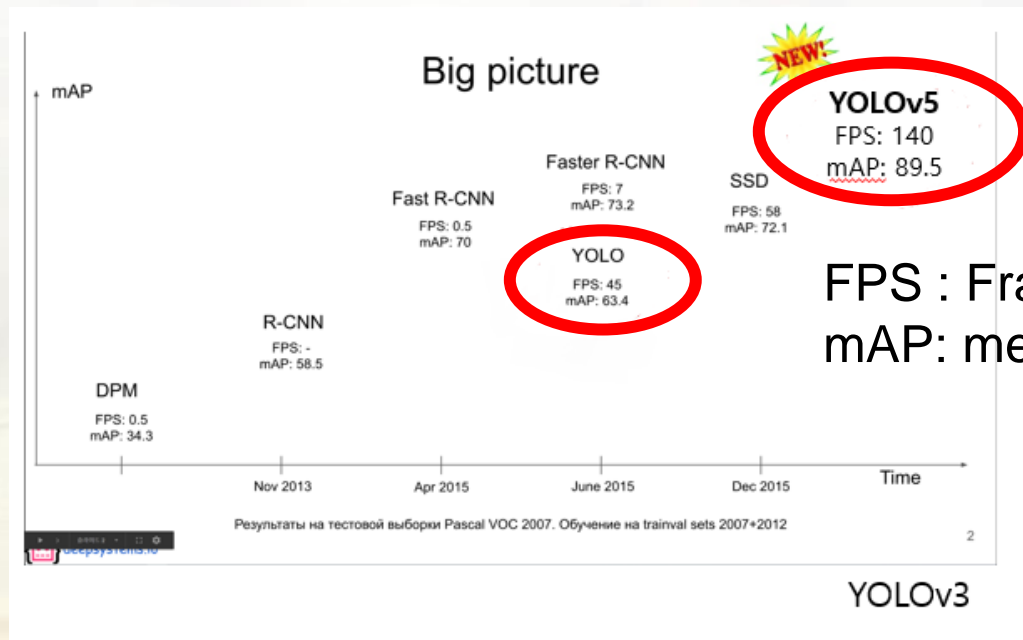 Big picture
NEW!
mAP
YOLOv5
FPS: 140
mAP: 89.5
Faster R-CNN
FPS: 7
mAP: 73.2
SSD
FPS: 58
mAP: 72.1
Fast R-CNN
FPS: 0.5
mAP: 70
YOLO
FPS: 45
mAP: 63.4
FPS : Fra
mAP: me
R-CNN
FPS: -
mAP: 58.5
DPM
FPS: 0.5
mAP: 34.3
Time
Nov 2013
Apr 2015
June 2015
Dec 2015
Результаты на тестовой выборки Pascal VOC 2007. Обучение на trainval sets 2007+2012
2
deepsystems.io
YOLOv3